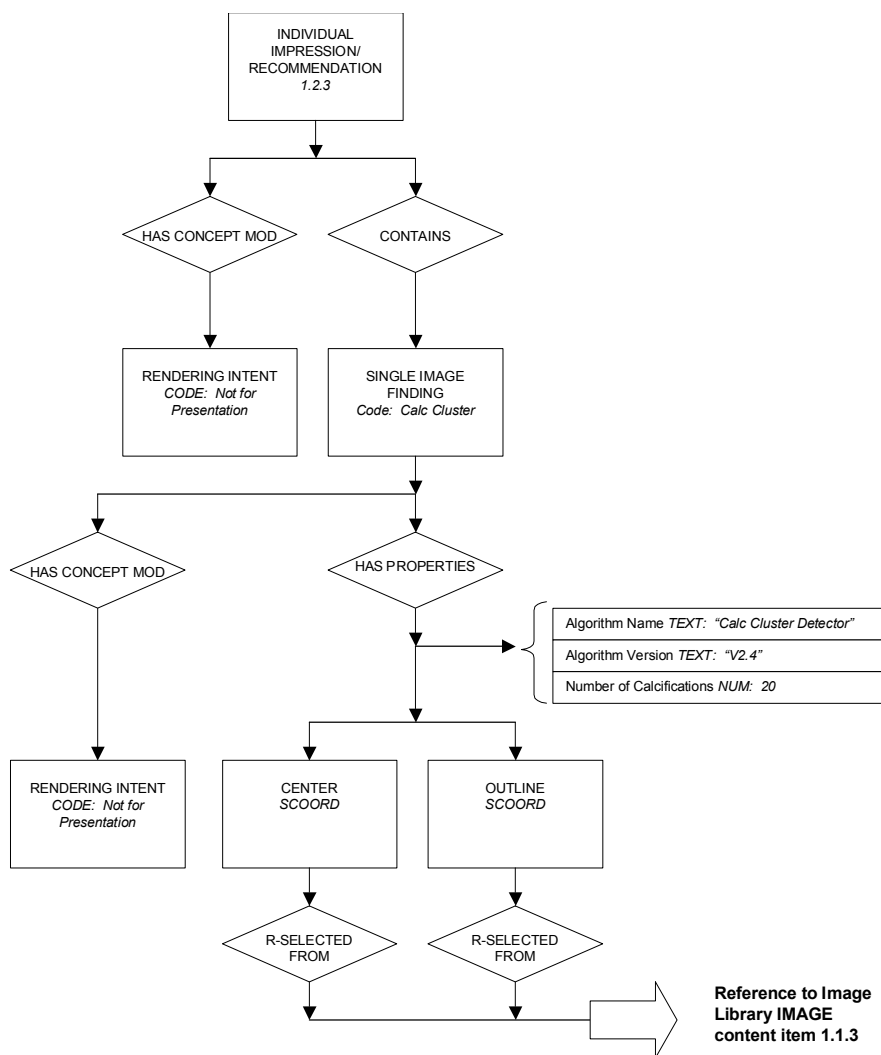 INDIVIDUAL
IMPRESSION/
RECOMMENDATION
1.2.3
HAS CONCEPT MOD
CONTAINS
RENDERING INTENT
CODE: Not for
Presentation
SINGLE IMAGE
FINDING
Code: Calc Cluster
HAS CONCEPT MOD
HAS PROPERTIES
Algorithm Name TEXT: “Calc Cluster Detector”
Algorithm Version TEXT: “V2.4”
Number of Calcifications NUM: 20
RENDERING INTENT
CODE: Not for
Presentation
CENTER
SCOORD
OUTLINE
SCOORD
R-SELECTED
FROM
R-SELECTED
FROM
Reference to Image
Library IMAGE
content item 1.1.3